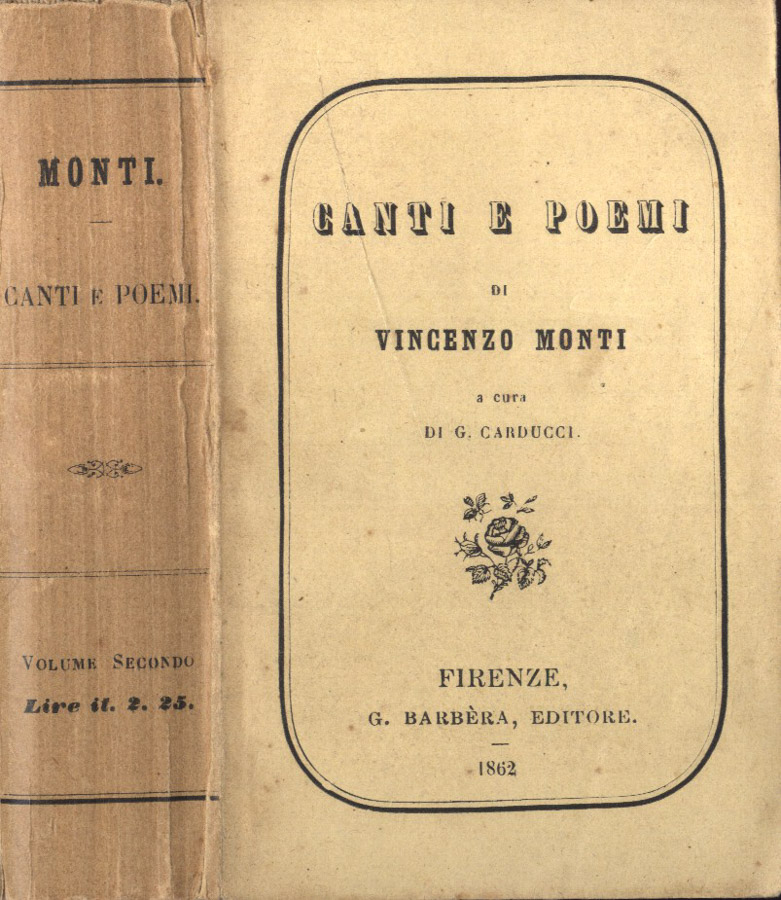 MONTI.
CANTI E POEMI.
VOLUME SECONDO
Lire it. 2. 25.
CANTI E POEMI
DI
VINCENZO MONTI
a cura
DI G. CARDUCCI.
FIRENZE,
G. BARBÈRA, EDITORE.
1862